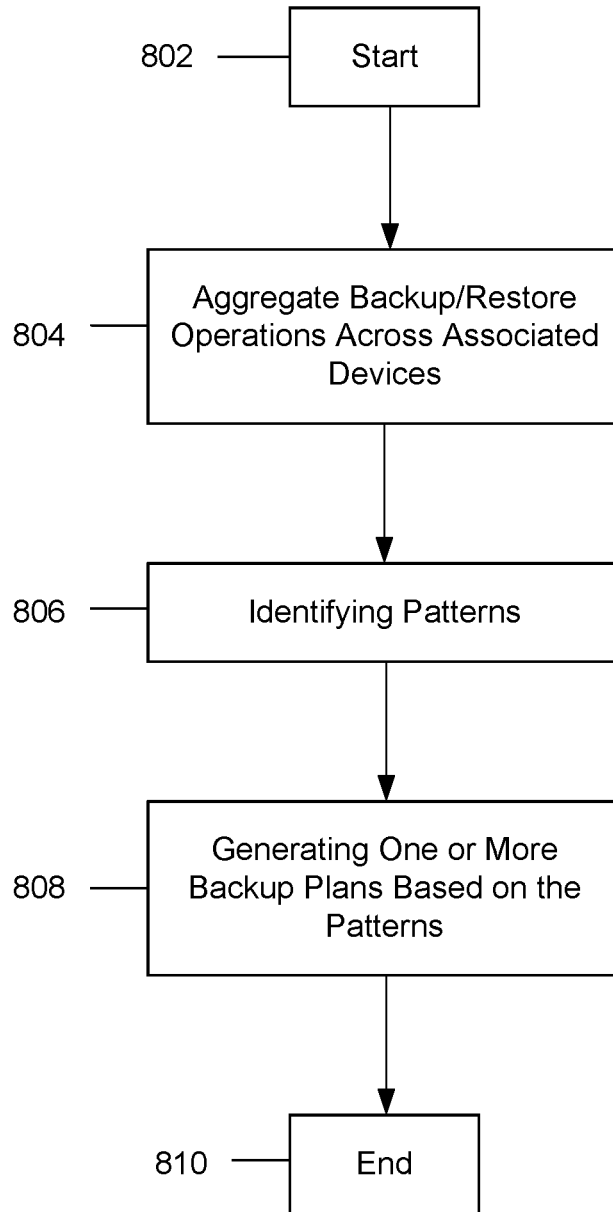 802
Start
804
Aggregate Backup/Restore
Operations Across Associated
Devices
806
Identifying Patterns
808
Generating One or More
Backup Plans Based on the
Patterns
810
End